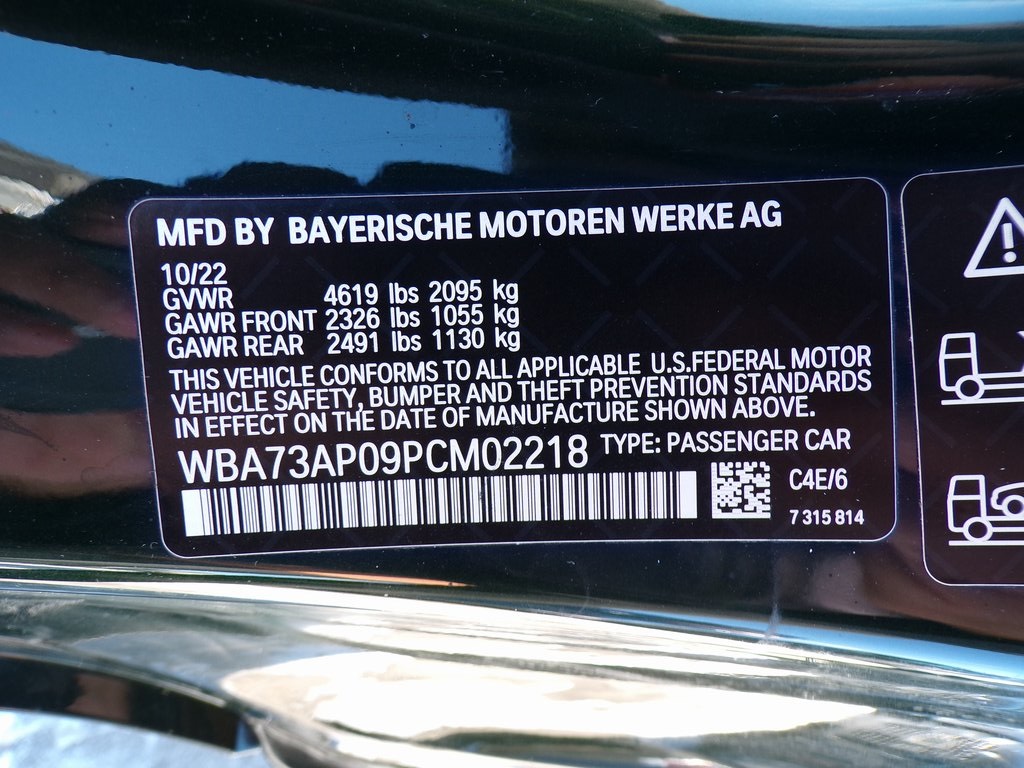 MFD BY BAYERISCHE MOTOREN WERKE AG
10/22
GVWR 4619 lbs 2095 kg
GAWR FRONT 2326 lbs 1055 kg
GAWR REAR 2491 lbs 1130 kg
THIS VEHICLE CONFORMS TO ALL APPLICABLE U.S.FEDERAL MOTOR
VEHICLE SAFETY, BUMPER AND THEFT PREVENTION STANDARDS
IN EFFECT ON THE DATE OF MANUFACTURE SHOWN ABOVE.
WBA73AP09PCM02218 TYPE: PASSENGER CAR
C4E/6
7 315 814